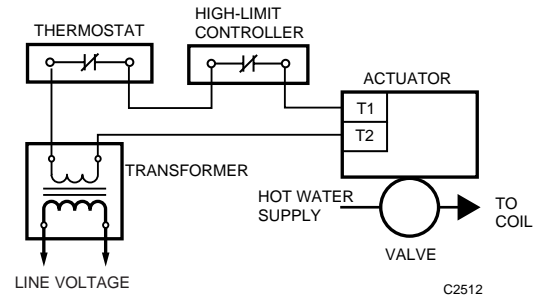 THERMOSTAT
HIGH-LIMIT
CONTROLLER
ACTUATOR
T1
T2
TRANSFORMER
HOT WATER
SUPPLY
TO
COIL
VALVE
LINE VOLTAGE
C2512